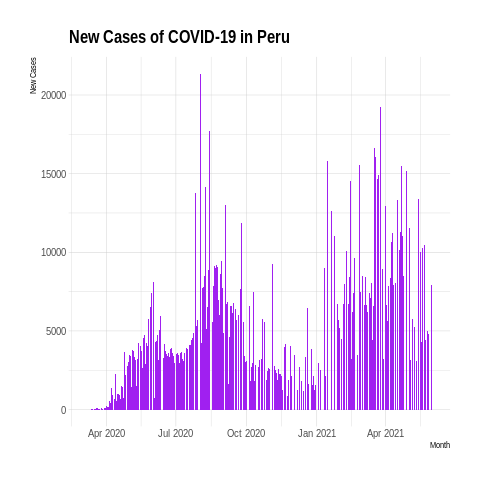 New Cases of COVID-19 in Peru
New Cases
20000
15000
10000
5000
0
Apr 2020 Jul 2020 Oct 2020 Jan 2021 Apr 2021
Month